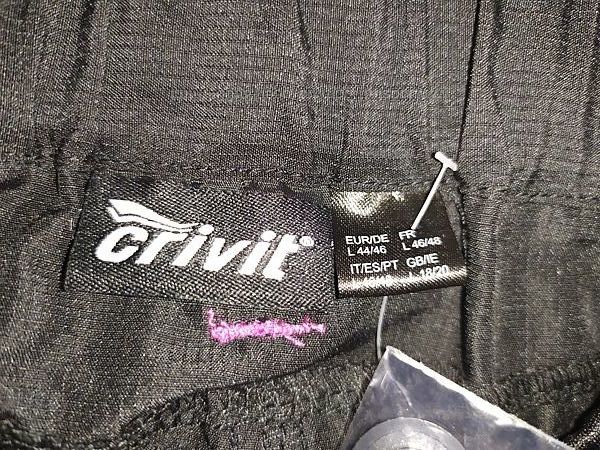 crivit
EUR/DE FR
L 44/46 L 46/48
IT/ES/PT GB/IE
L 18/20